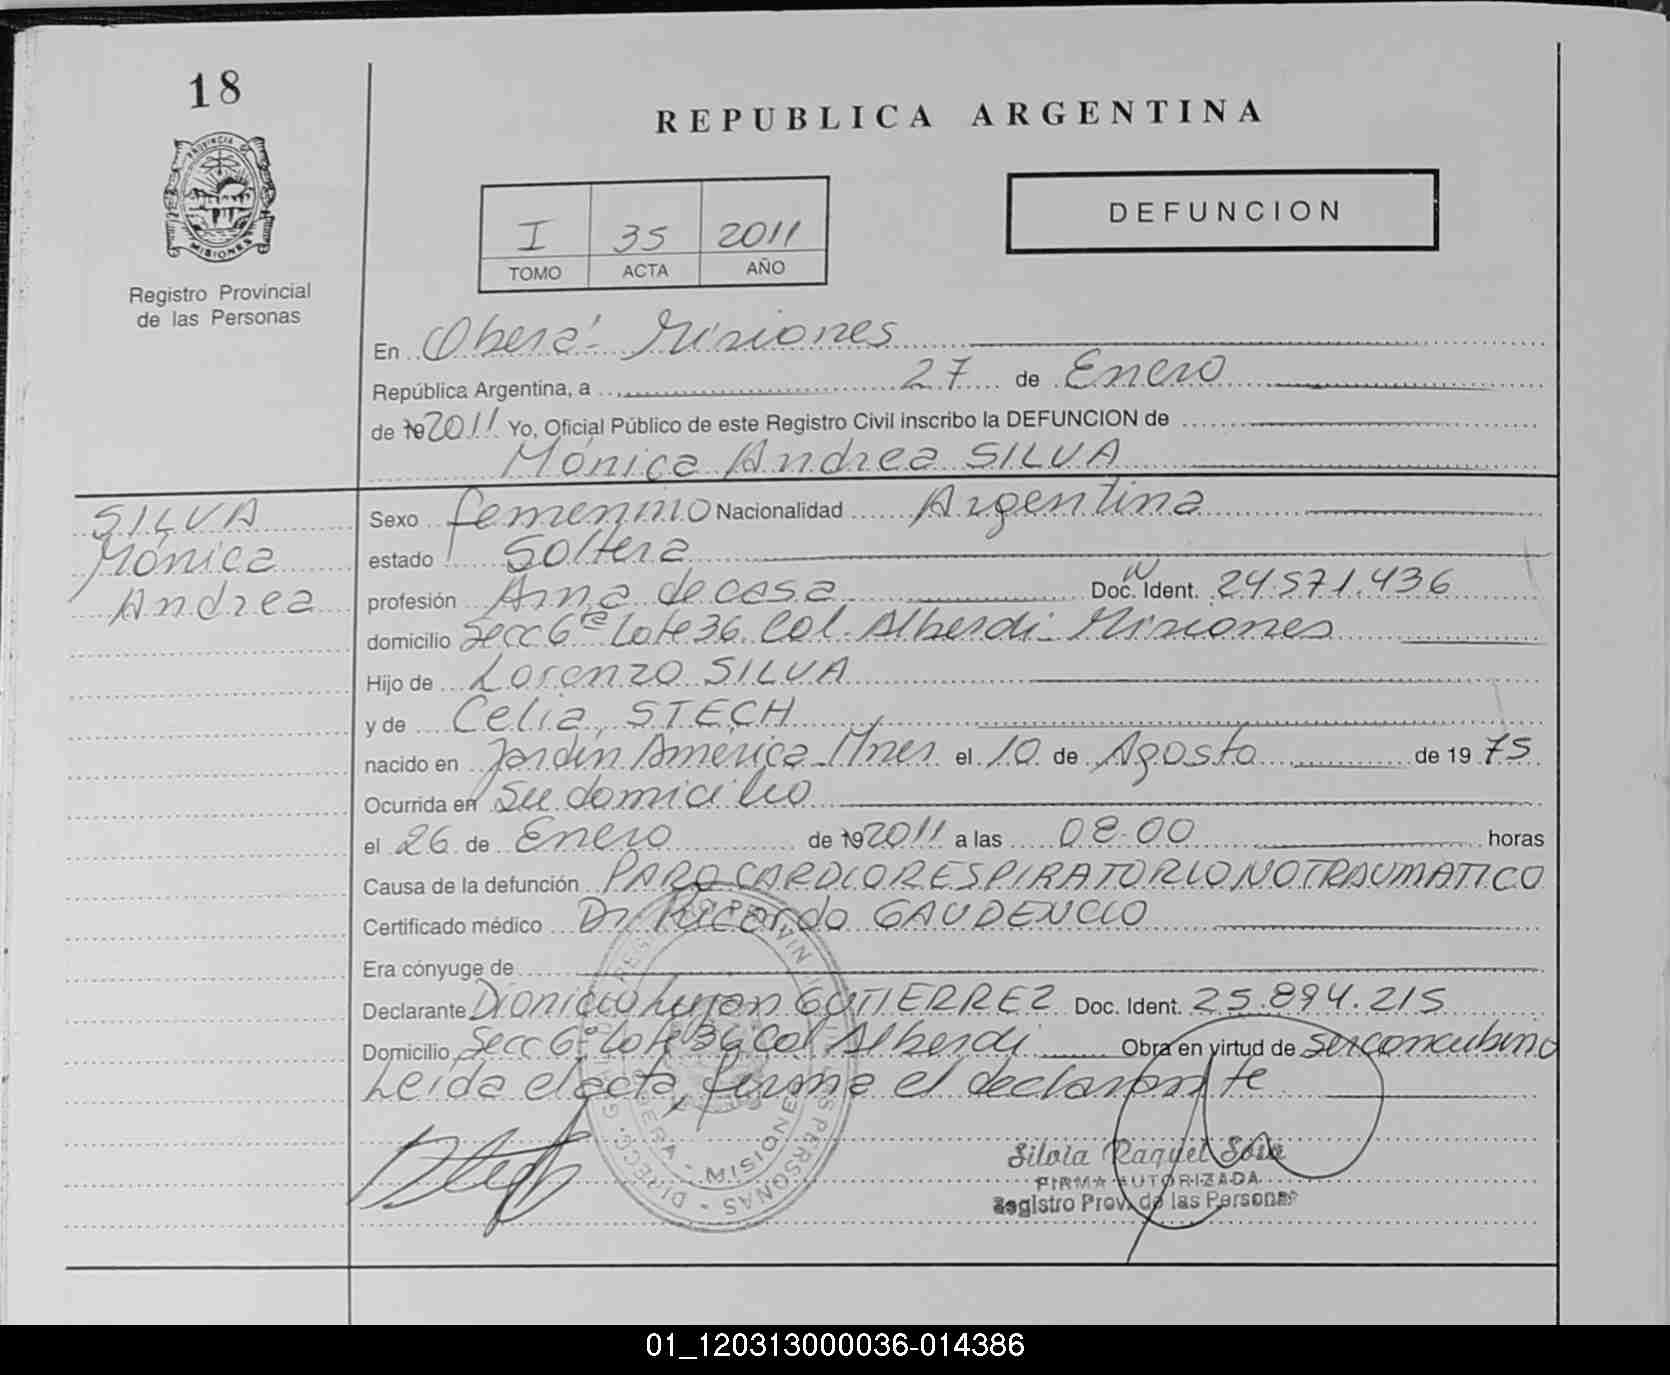 18
REPUBLICA ARGENTINA
PROVINCIA DE
MISIONES
Registro Provincial
de las Personas
I 35 2011
TOMO ACTA AÑO
DEFUNCION
En Oberá - Misiones
República Argentina, a 27 de Enero
de 19 2011 Yo, Oficial Público de este Registro Civil inscribo la DEFUNCION de
Mónica Andrea SILVA
SILVA
Mónica
Andrea
Sexo femenino Nacionalidad Argentina
estado Soltera
profesión Ama de casa Doc. Ident. 24.571.436
domicilio Secc 6ª Lote 36 Col. Alberdi - Misiones
Hijo de Lorenzo SILVA
y de Celia STECH
nacido en Jardín América Mnes el 10 de Agosto de 1975
Ocurrida en Su domicilio
el 26 de Enero de 19 2011 a las 08.00 horas
Causa de la defunción PARO CARDIORESPIRATORIO NO TRAUMATICO
Certificado médico Dr. Ricardo GAUDENCIO
Era cónyuge de
Declarante Dionicio Lujan GUTIERREZ Doc. Ident. 25.894.215
Domicilio Secc 6ª Lote 36 Col Alberdi Obra en virtud de ser concubino
Leída el acta, firma el declarante
Silvia Raquel Sosa
FIRMA AUTORIZADA
Registro Prov. de las Personas
01_120313000036-014386